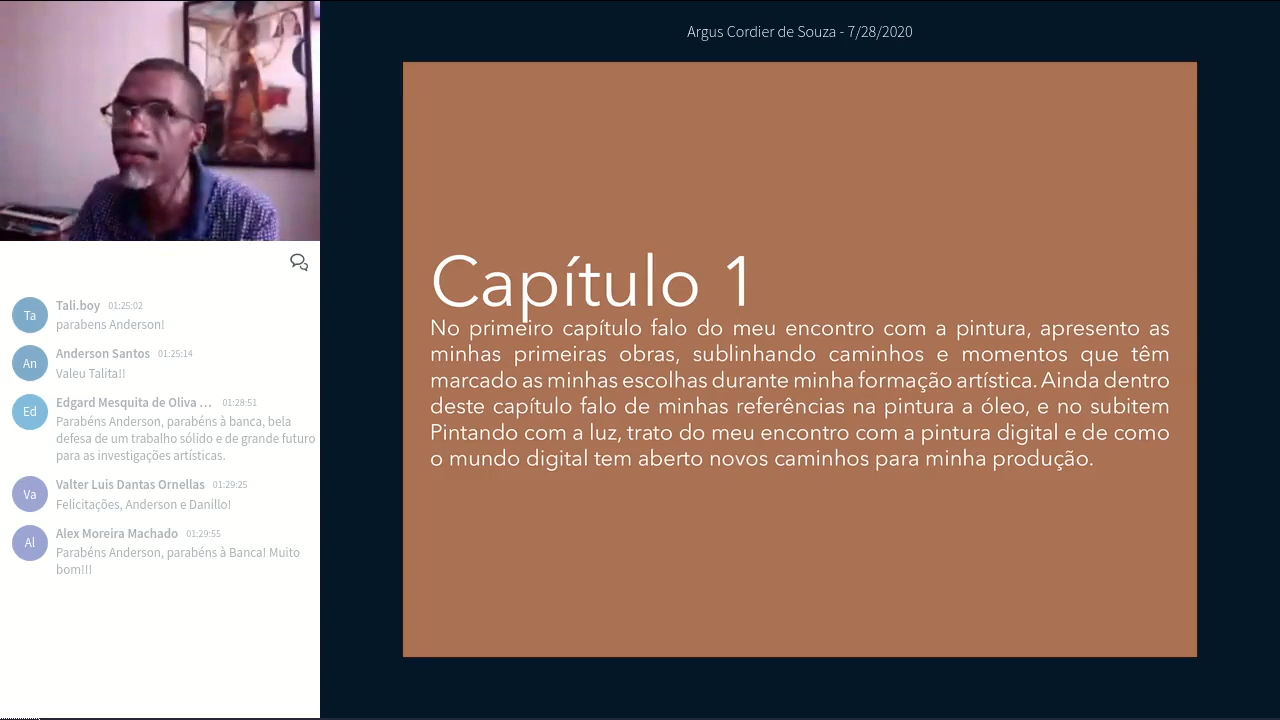 Argus Cordier de Souza - 7/28/2020
Capítulo 1
No primeiro capítulo falo do meu encontro com a pintura, apresento as
minhas primeiras obras, sublinhando caminhos e momentos que têm
marcado as minhas escolhas durante minha formação artística. Ainda dentro
deste capítulo falo de minhas referências na pintura a óleo, e no subitem
Pintando com a luz, trato do meu encontro com a pintura digital e de como
o mundo digital tem aberto novos caminhos para minha produção.
Ta
Tali.boy 01:25:02
parabens Anderson!
An
Anderson Santos 01:25:14
Valeu Talita!!
Ed
Edgard Mesquita de Oliva ... 01:28:51
Parabéns Anderson, parabéns à banca, bela
defesa de um trabalho sólido e de grande futuro
para as investigações artísticas.
Va
Valter Luis Dantas Ornellas 01:29:25
Felicitações, Anderson e Danillo!
Al
Alex Moreira Machado 01:29:55
Parabéns Anderson, parabéns à Banca! Muito
bom!!!